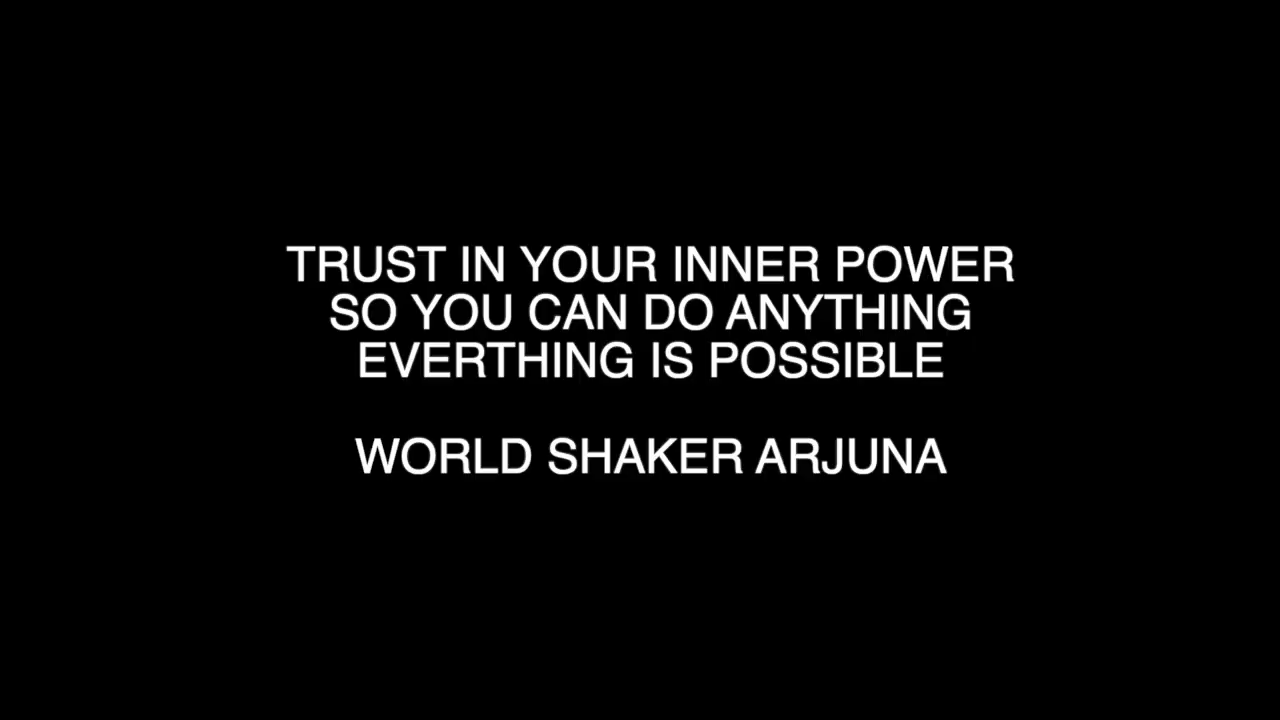 TRUST IN YOUR INNER POWER
SO YOU CAN DO ANYTHING
EVERTHING IS POSSIBLE
WORLD SHAKER ARJUNA